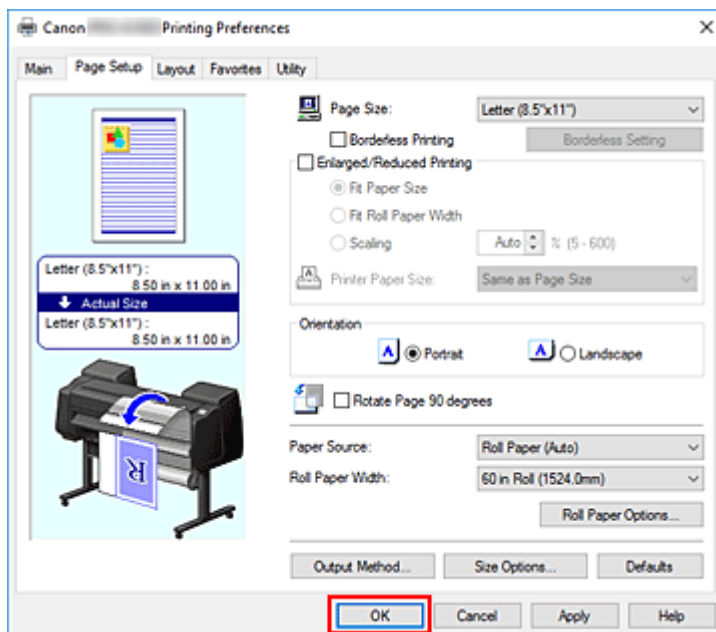 Canon Printing Preferences
Main Page Setup Layout Favorites Utility
Page Size: Letter (8.5"x11")
Borderless Printing Borderless Setting
Enlarged/Reduced Printing
Fit Paper Size
Fit Roll Paper Width
Scaling Auto % (5 - 600)
Printer Paper Size: Same as Page Size
Letter (8.5"x11") :
8.50 in x 11.00 in
Actual Size
Letter (8.5"x11") :
8.50 in x 11.00 in
Orientation
A Portrait A Landscape
Rotate Page 90 degrees
R
Paper Source: Roll Paper (Auto)
Roll Paper Width: 60 in Roll (1524.0mm)
Roll Paper Options...
Output Method... Size Options... Defaults
OK Cancel Apply Help